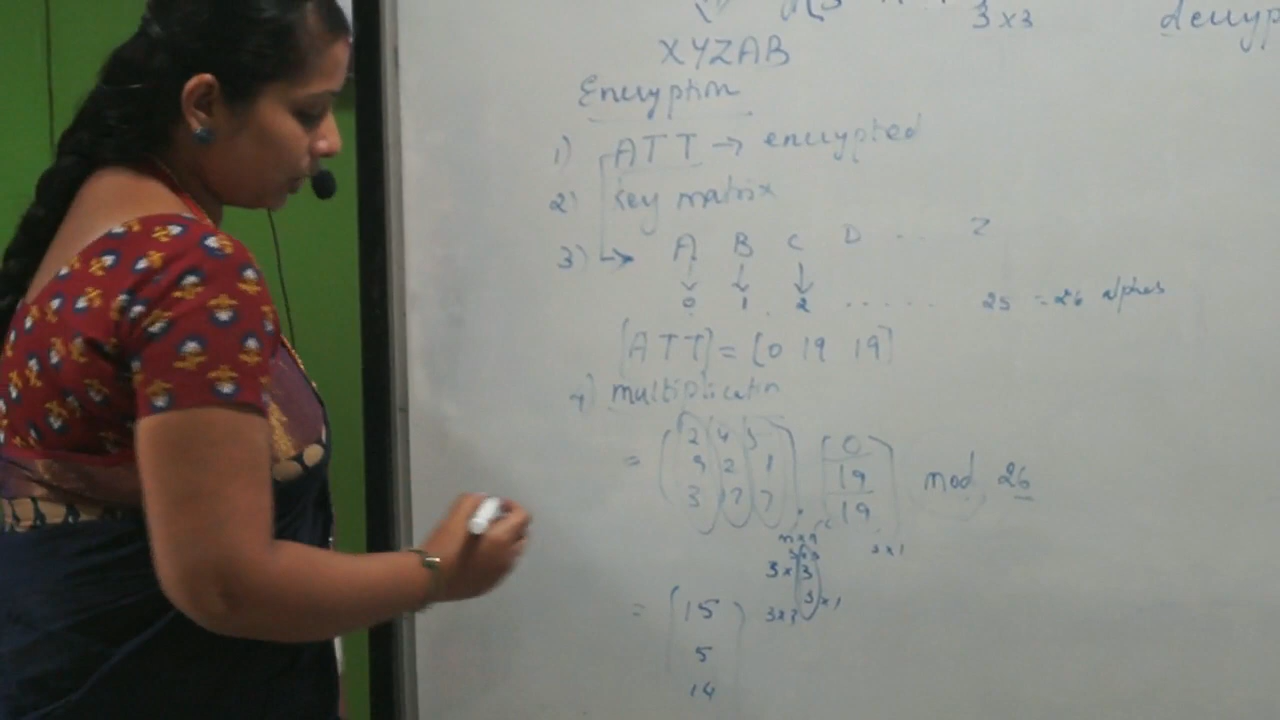 3x3
XYZAB
Encryption
1) ATT → encrypted
2) key matrix
3) → A B C D . . Z
0 1 2 ...... 25 = 26 alphas
[ATT] = [0 19 19]
4) multiplication
= (2 4 5) [0]
9 2 1 19 mod 26
3 17 7 19
nxn
3x1
3x3
3x3 3x1
= [15
5
14